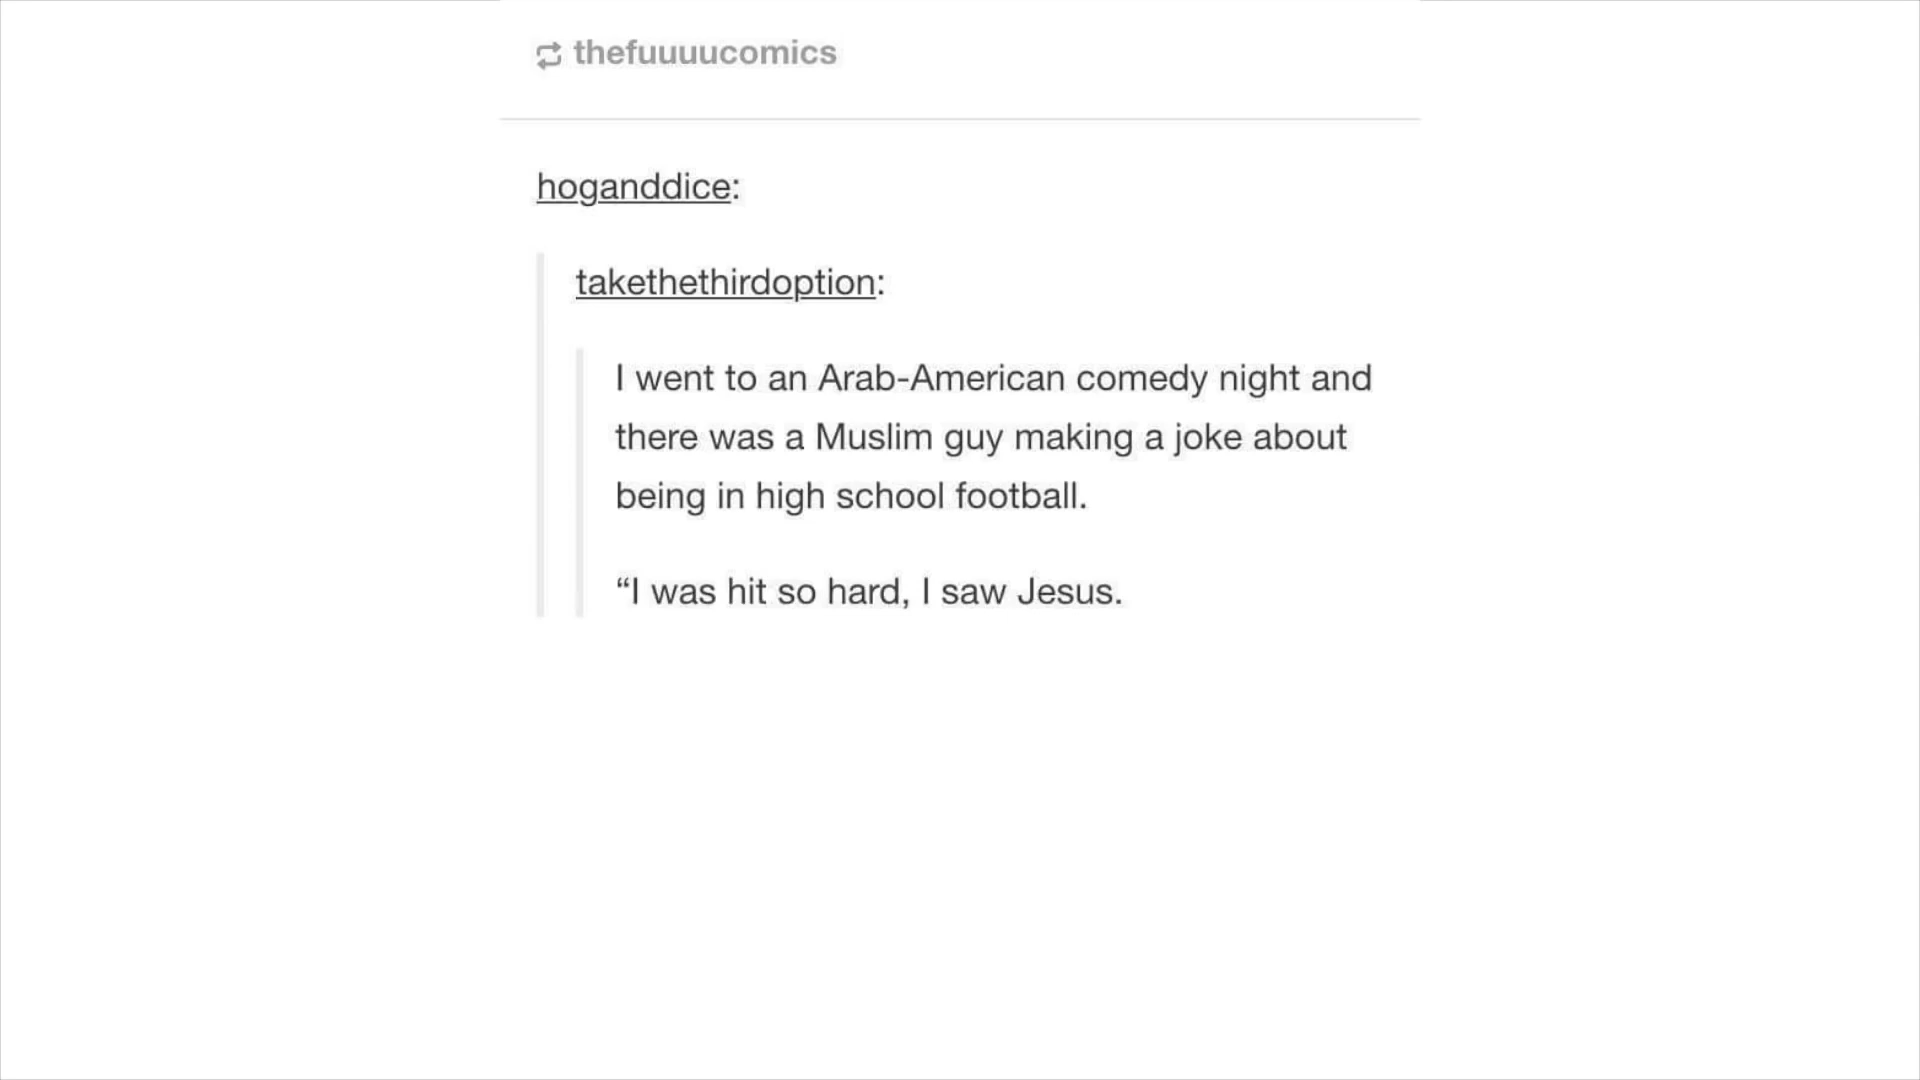 thefuuuucomics
hoganddice:
takethethirdoption:
I went to an Arab-American comedy night and
there was a Muslim guy making a joke about
being in high school football.
“I was hit so hard, I saw Jesus.